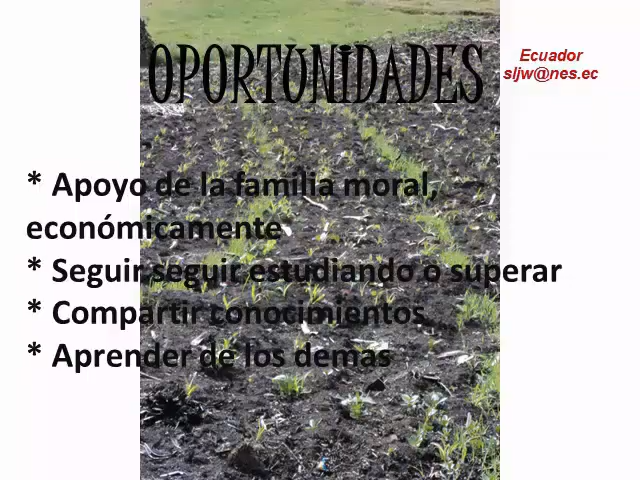 OPORTUNIDADES
Ecuador
sljw@nes.ec
* Apoyo de la familia moral,
económicamente
* Seguir seguir estudiando o superar
* Compartir conocimientos
* Aprender de los demas